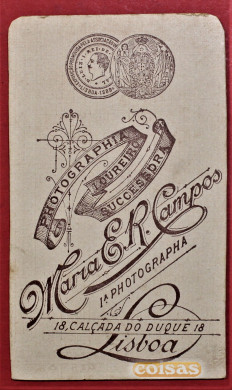 PHOTOGRAPHIA
LOUREIRO
SUCCESSORA
Maria E. R. Campos
1ª PHOTOGRAPHA
18, CALÇADA DO DUQUE 18
Lisboa
coisas